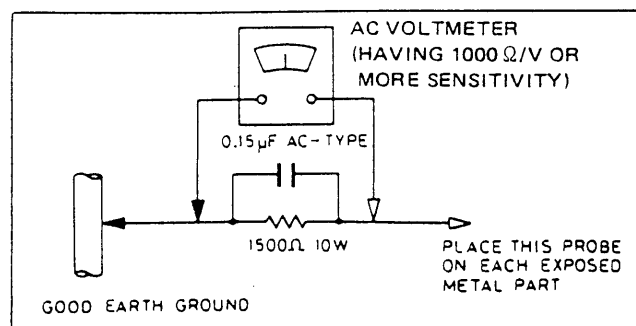 AC VOLTMETER
(HAVING 1000 Ω/V OR
MORE SENSITIVITY)
0.15µF AC-TYPE
1500Ω 10W
PLACE THIS PROBE
ON EACH EXPOSED
METAL PART
GOOD EARTH GROUND